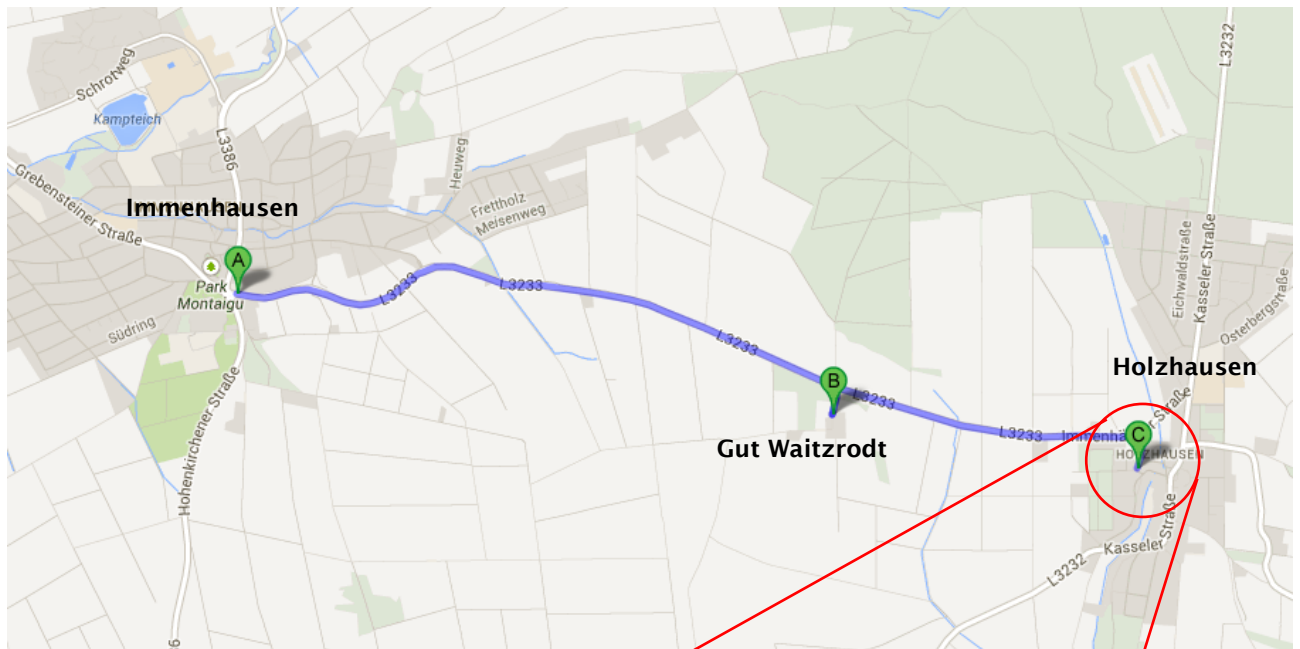 L3232
Schrotweg
Kampteich
L3386
Heuweg
Grebensteiner Straße
Immenhausen
Frettholz
Meisenweg
Eichwaldstraße
Kasseler Straße
Osterbergstraße
A
Park
Montaigu
L3233
L3233
Südring
L3233
Holzhausen
B
L3233
Hohenkirchener Straße
Gut Waitzrodt
L3233
C
HOLZHAUSEN
Kasseler Straße
L3232